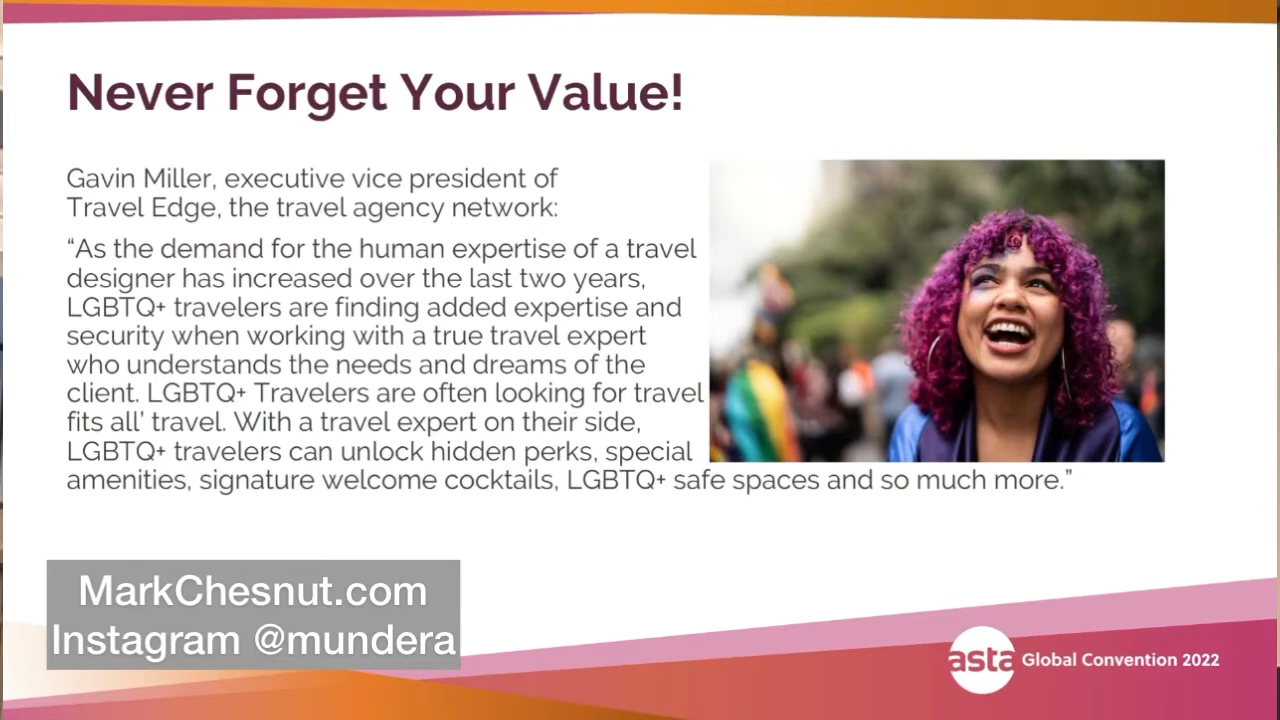 Never Forget Your Value!
Gavin Miller, executive vice president of
Travel Edge, the travel agency network:
“As the demand for the human expertise of a travel
designer has increased over the last two years,
LGBTQ+ travelers are finding added expertise and
security when working with a true travel expert
who understands the needs and dreams of the
client. LGBTQ+ Travelers are often looking for travel
fits all’ travel. With a travel expert on their side,
LGBTQ+ travelers can unlock hidden perks, special
amenities, signature welcome cocktails, LGBTQ+ safe spaces and so much more.”
MarkChesnut.com
Instagram @mundera
asta Global Convention 2022